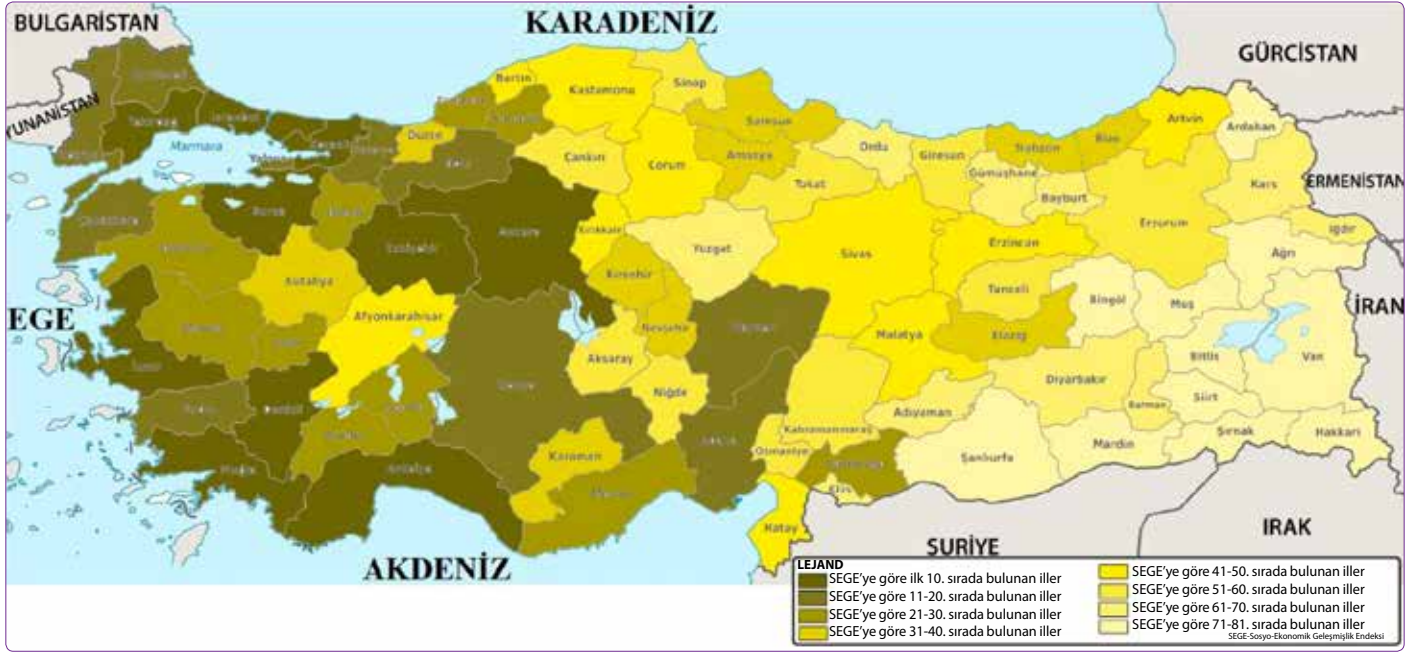 BULGARİSTAN
KARADENİZ
GÜRCİSTAN
YUNANİSTAN
Marmara
Bartın
Kastamonu
Sinop
Samsun
Artvin
Ardahan
Düzce
Çankırı
Çorum
Amasya
Ordu
Giresun
Trabzon
Rize
Tokat
Gümüşhane
Bayburt
Kars
ERMENİSTAN
Ankara
Kırıkkale
Yozgat
Sivas
Erzincan
Erzurum
Iğdır
Ağrı
Eskişehir
Bursa
Kütahya
Kırşehir
Tunceli
Bingöl
Muş
İRAN
EGE
Afyonkarahisar
Nevşehir
Malatya
Elazığ
Bitlis
Van
Aksaray
Niğde
Diyarbakır
Batman
Siirt
Kahramanmaraş
Adıyaman
Şırnak
Hakkari
Karaman
Osmaniye
Şanlıurfa
Mardin
Antalya
Kilis
Hatay
AKDENİZ
SURİYE
IRAK
LEJAND
SEGE'ye göre ilk 10. sırada bulunan iller
SEGE'ye göre 11-20. sırada bulunan iller
SEGE'ye göre 21-30. sırada bulunan iller
SEGE'ye göre 31-40. sırada bulunan iller
SEGE'ye göre 41-50. sırada bulunan iller
SEGE'ye göre 51-60. sırada bulunan iller
SEGE'ye göre 61-70. sırada bulunan iller
SEGE'ye göre 71-81. sırada bulunan iller
SEGE-Sosyo-Ekonomik Geleşmişlik Endeksi